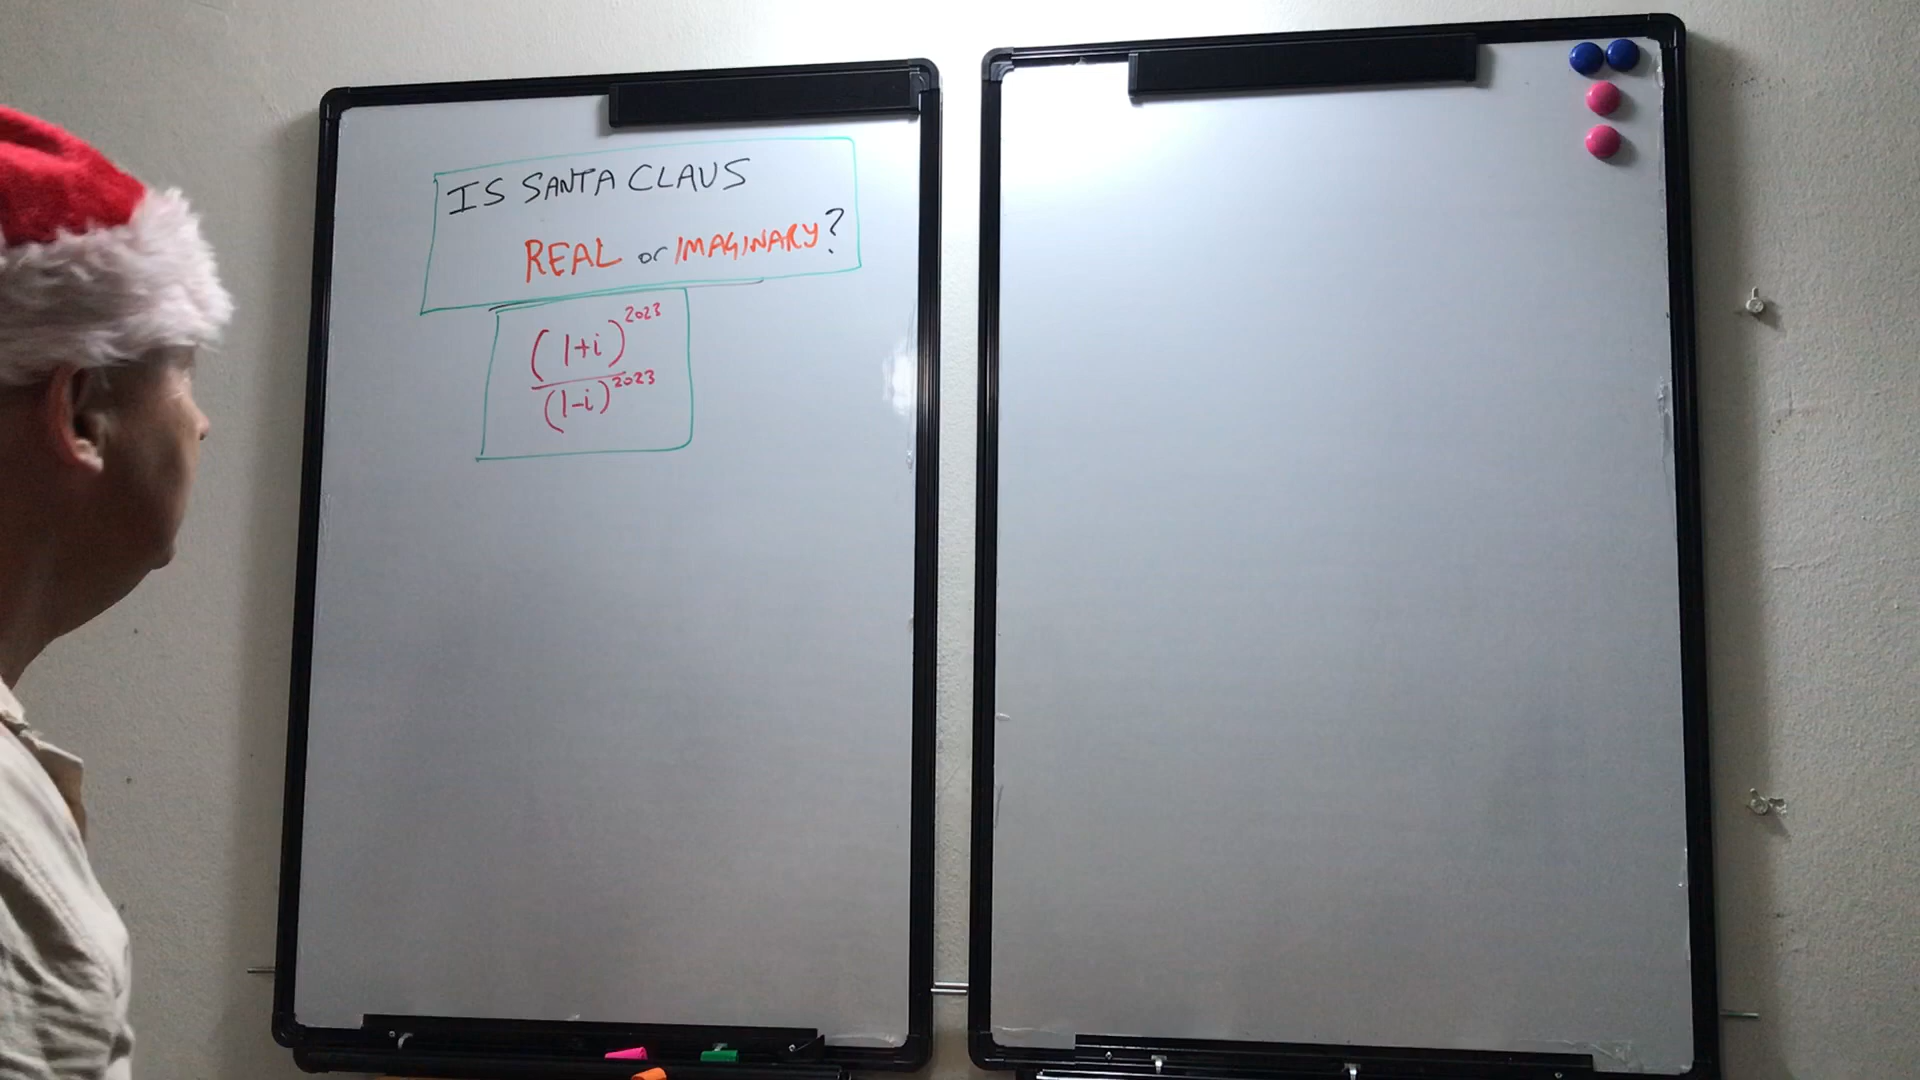 IS SANTA CLAUS
REAL or IMAGINARY?
(1+i)^2023
(1-i)^2023